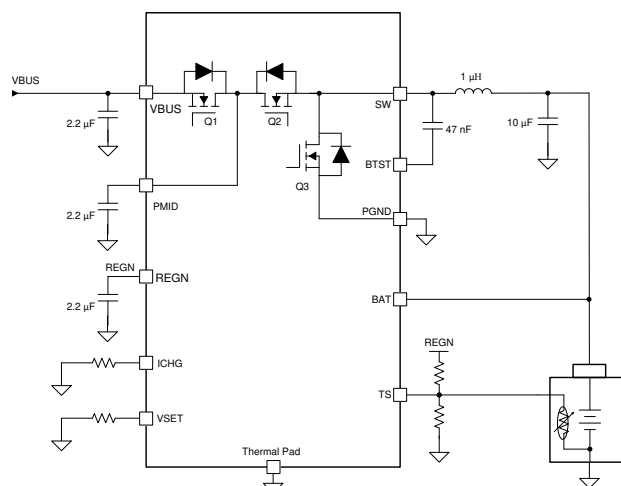 VBUS
2.2 µF
VBUS
Q1
Q2
SW
1 µH
47 nF
10 µF
BTST
Q3
PGND
2.2 µF
PMID
REGN
REGN
2.2 µF
BAT
REGN
ICHG
TS
VSET
Thermal Pad